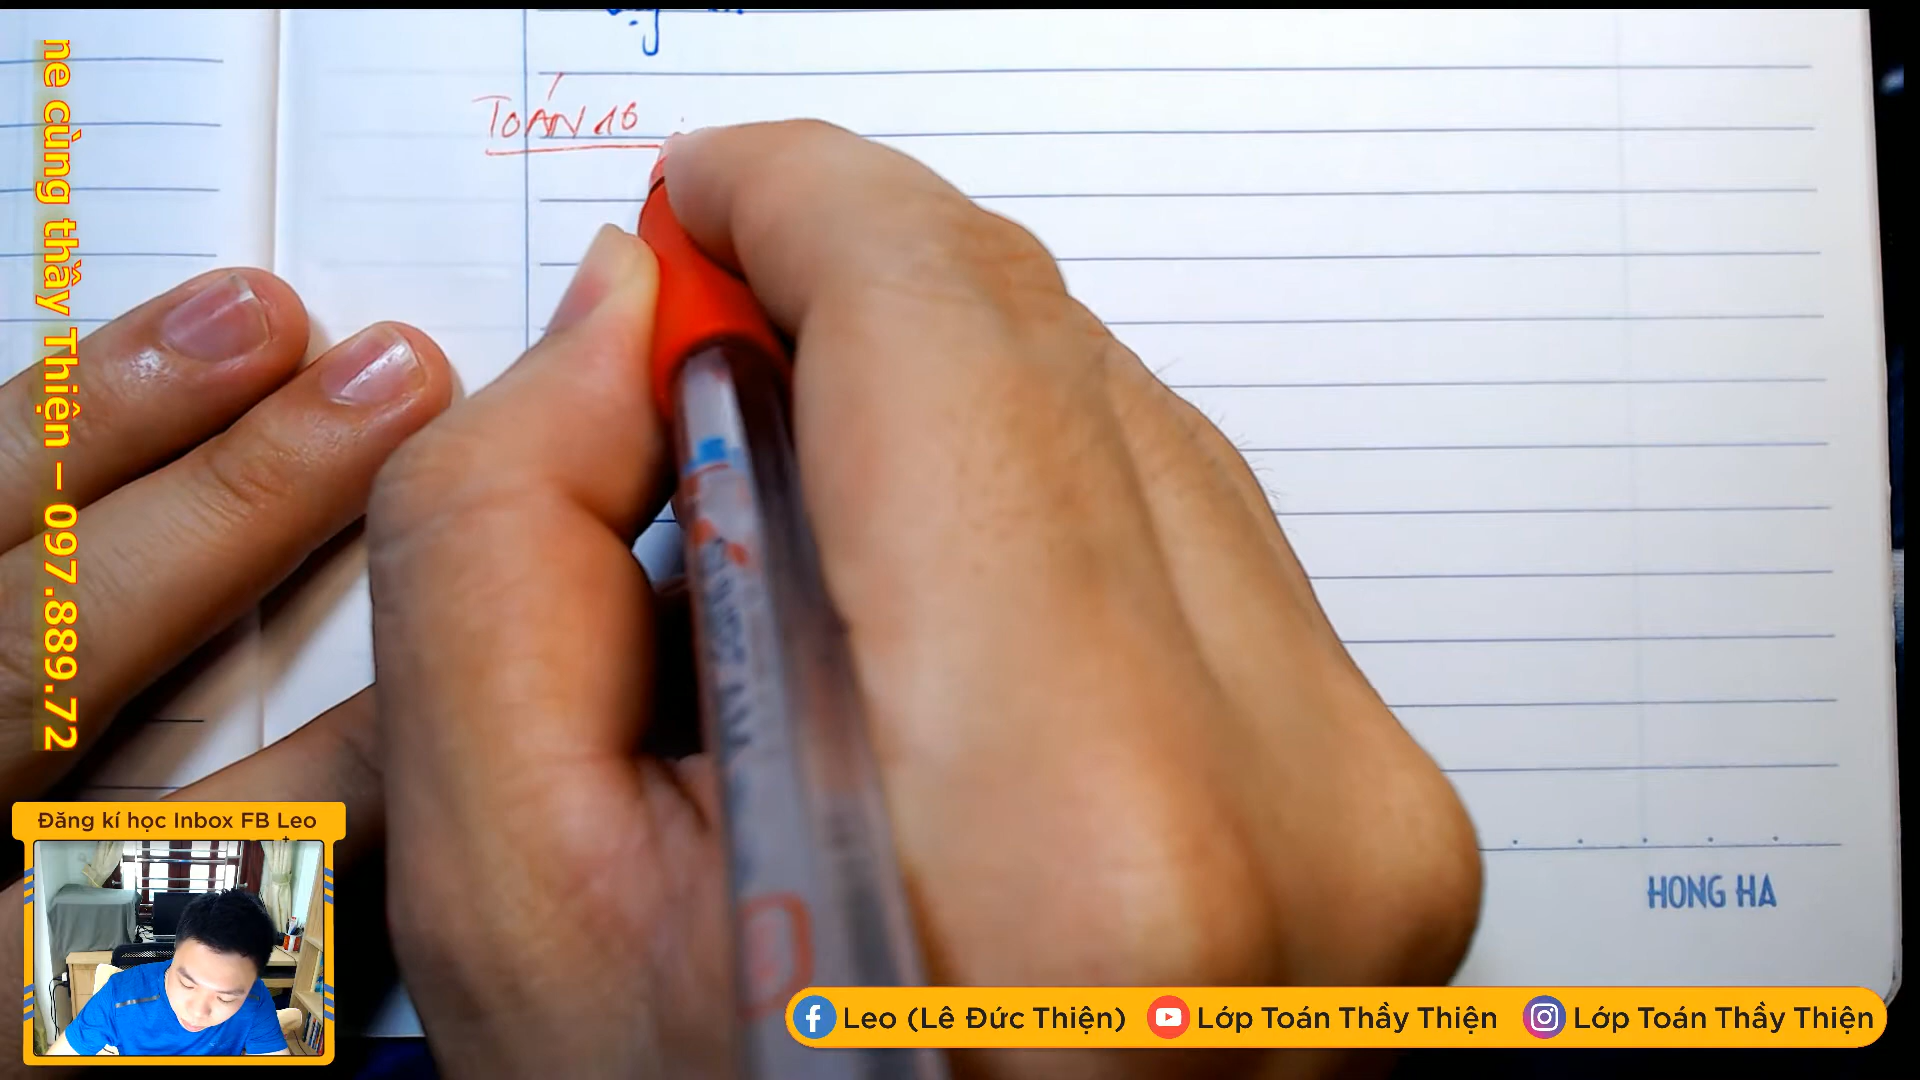 TOÁN 10
ne cùng thầy Thiện – 097.889.72
HONG HA
Đăng kí học Inbox FB Leo
Leo (Lê Đức Thiện) Lớp Toán Thầy Thiện Lớp Toán Thầy Thiện